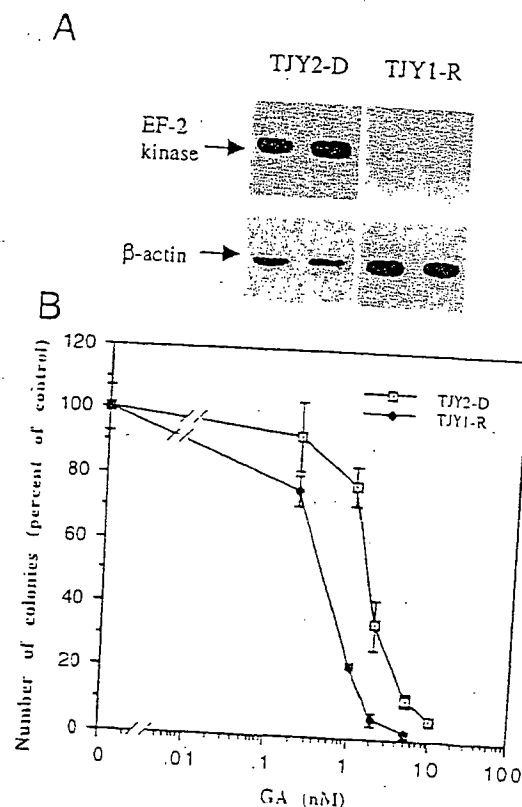 A
TJY2-D TJY1-R
EF-2
kinase
β-actin
B
120
100
80
60
40
20
0
TJY2-D
TJY1-R
Number of colonies (percent of control)
0 .01 .1 1 10 100
GA (nM)